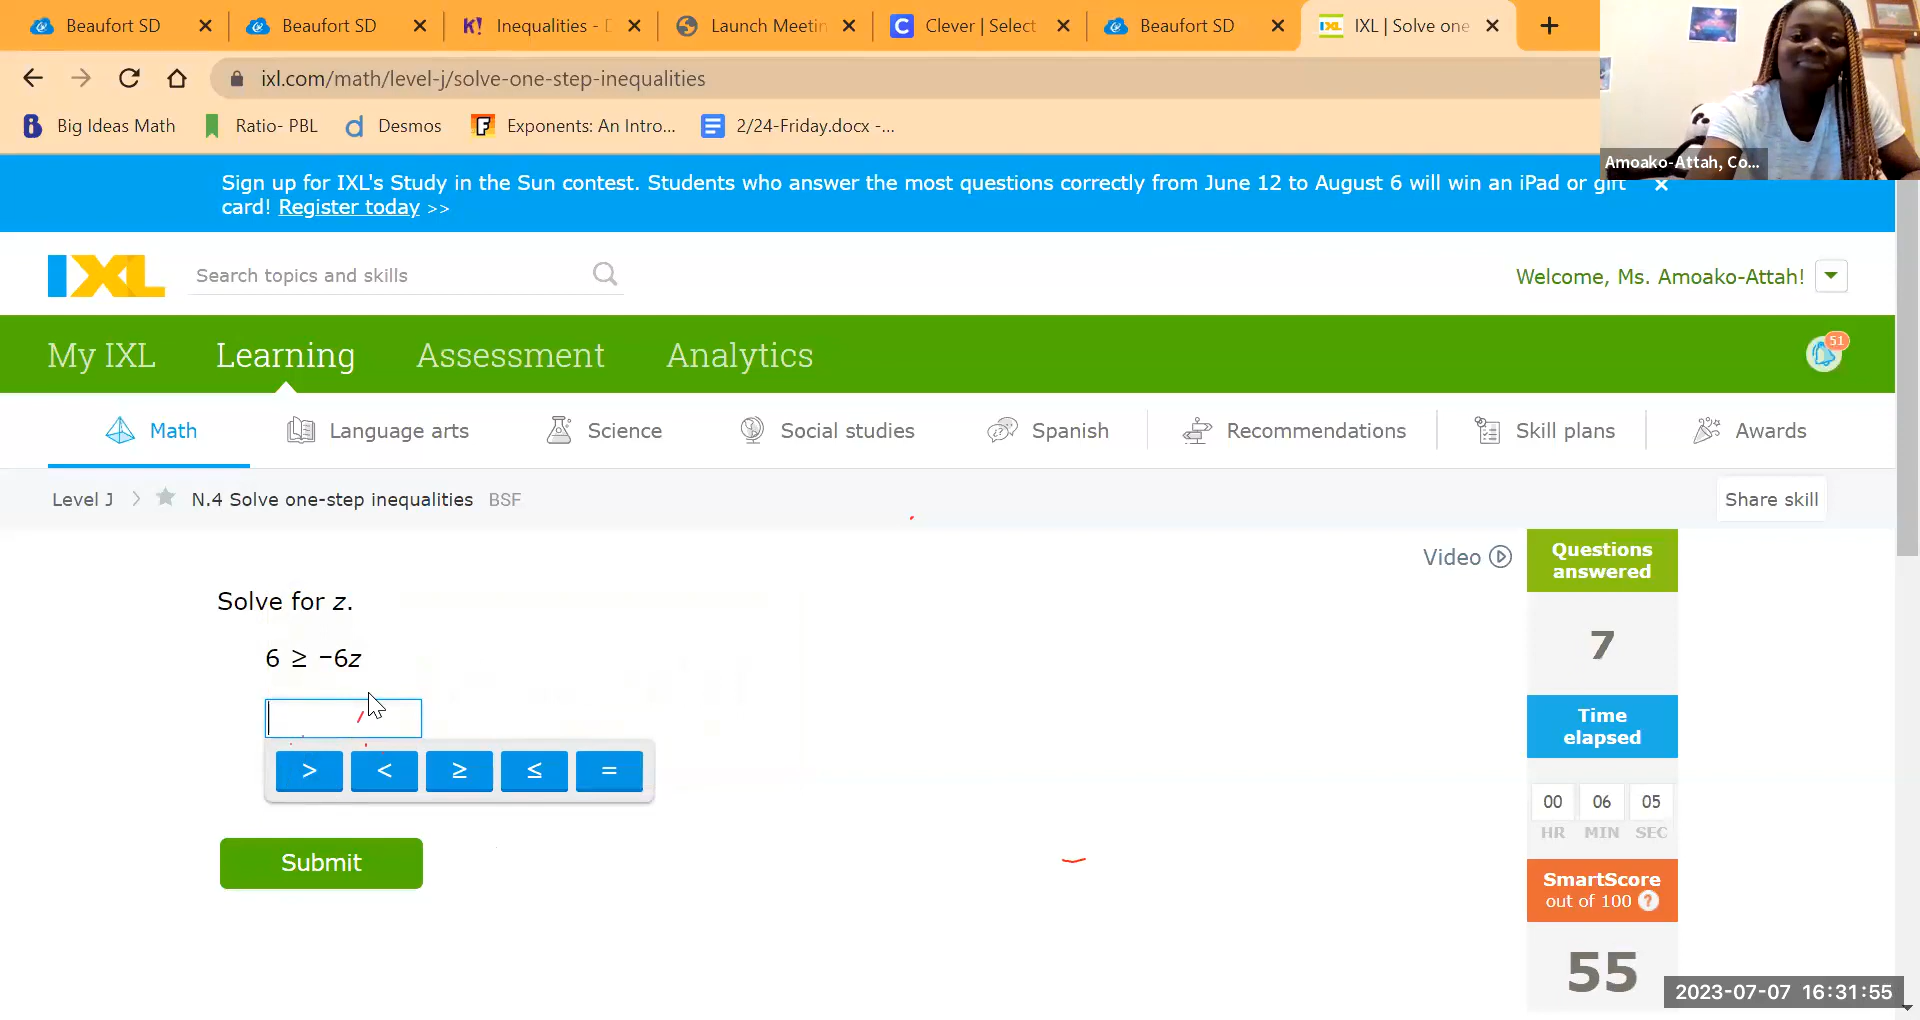 Beaufort SD
Beaufort SD
K! Inequalities - D
Launch Meetin
C Clever | Select
Beaufort SD
IXL IXL | Solve one
Amoako-Attah, Co...
ixl.com/math/level-j/solve-one-step-inequalities
Big Ideas Math
Ratio- PBL
d Desmos
F Exponents: An Intro...
2/24-Friday.docx -...
Sign up for IXL's Study in the Sun contest. Students who answer the most questions correctly from June 12 to August 6 will win an iPad or gift
card! Register today >>
IXL
Search topics and skills
Welcome, Ms. Amoako-Attah!
My IXL Learning Assessment Analytics
51
Math Language arts Science Social studies Spanish Recommendations Skill plans Awards
Level J > N.4 Solve one-step inequalities BSF
Share skill
Video
Questions
answered
7
Solve for z.
6 ≥ −6z
> < ≥ ≤ =
Submit
Time
elapsed
00 06 05
HR MIN SEC
SmartScore
out of 100 ?
55
2023-07-07 16:31:55